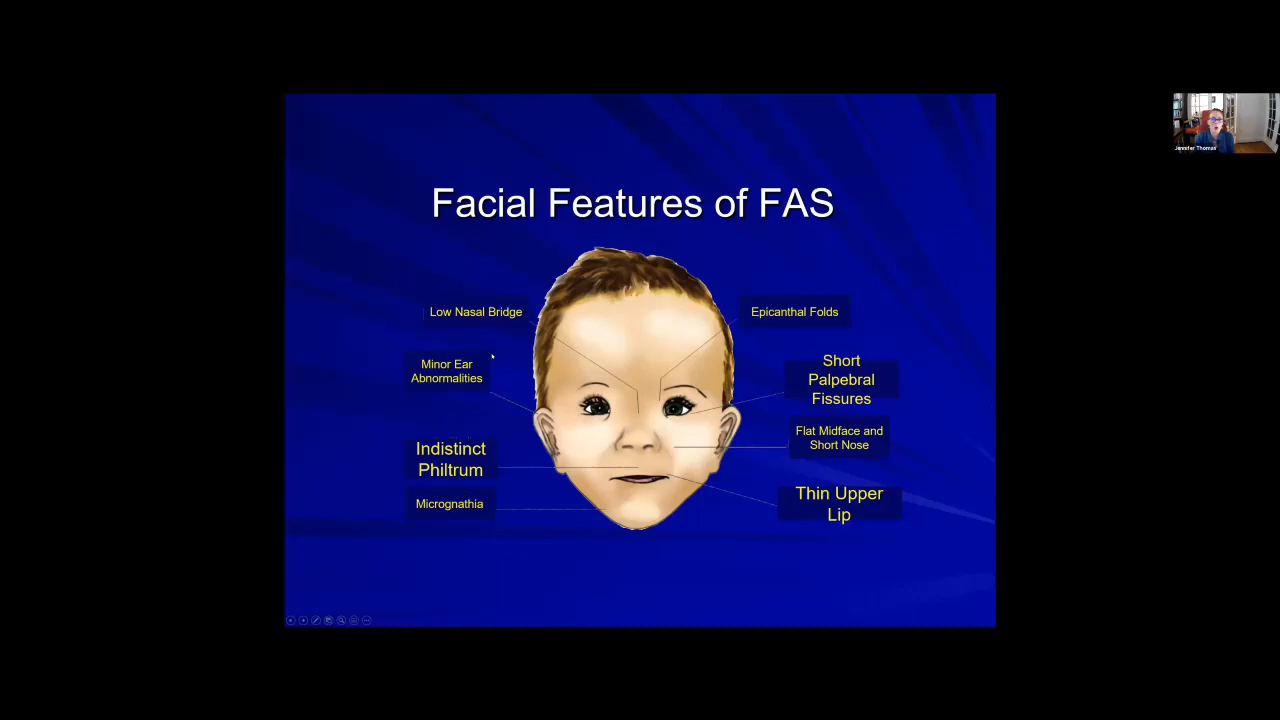 Facial Features of FAS
Low Nasal Bridge
Epicanthal Folds
Minor Ear
Abnormalities
Short
Palpebral
Fissures
Indistinct
Philtrum
Flat Midface and
Short Nose
Micrognathia
Thin Upper
Lip
Jennifer Thomas